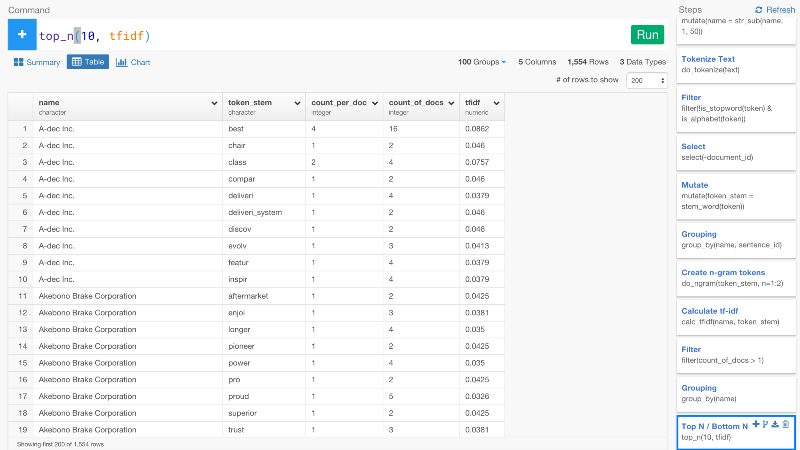 Command
+ top_n(10, tfidf)
Run
Summary Table Chart
100 Groups 5 Columns 1,554 Rows 3 Data Types
# of rows to show 200
name token_stem count_per_doc count_of_docs tfidf
character character integer integer numeric
1 A-dec Inc. best 4 16 0.0862
2 A-dec Inc. chair 1 2 0.046
3 A-dec Inc. class 2 4 0.0757
4 A-dec Inc. compar 1 2 0.046
5 A-dec Inc. deliveri 1 4 0.0379
6 A-dec Inc. deliveri_system 1 2 0.046
7 A-dec Inc. discov 1 2 0.046
8 A-dec Inc. evolv 1 3 0.0413
9 A-dec Inc. featur 1 4 0.0379
10 A-dec Inc. inspir 1 4 0.0379
11 Akebono Brake Corporation aftermarket 1 2 0.0425
12 Akebono Brake Corporation enjoi 1 3 0.0381
13 Akebono Brake Corporation longer 1 4 0.035
14 Akebono Brake Corporation pioneer 1 2 0.0425
15 Akebono Brake Corporation power 1 4 0.035
16 Akebono Brake Corporation pro 1 2 0.0425
17 Akebono Brake Corporation proud 1 5 0.0326
18 Akebono Brake Corporation superior 1 2 0.0425
19 Akebono Brake Corporation trust 1 3 0.0381
Showing first 200 of 1,554 rows
Steps Refresh
mutate(name = str_sub(name,
1, 50))
Tokenize Text
do_tokenize(text)
Filter
filter(!is_stopword(token) &
is_alphabet(token))
Select
select(-document_id)
Mutate
mutate(token_stem =
stem_word(token))
Grouping
group_by(name, sentence_id)
Create n-gram tokens
do_ngram(token_stem, n=1:2)
Calculate tf-idf
calc_tfidf(name, token_stem)
Filter
filter(count_of_docs > 1)
Grouping
group_by(name)
Top N / Bottom N
top_n(10, tfidf)